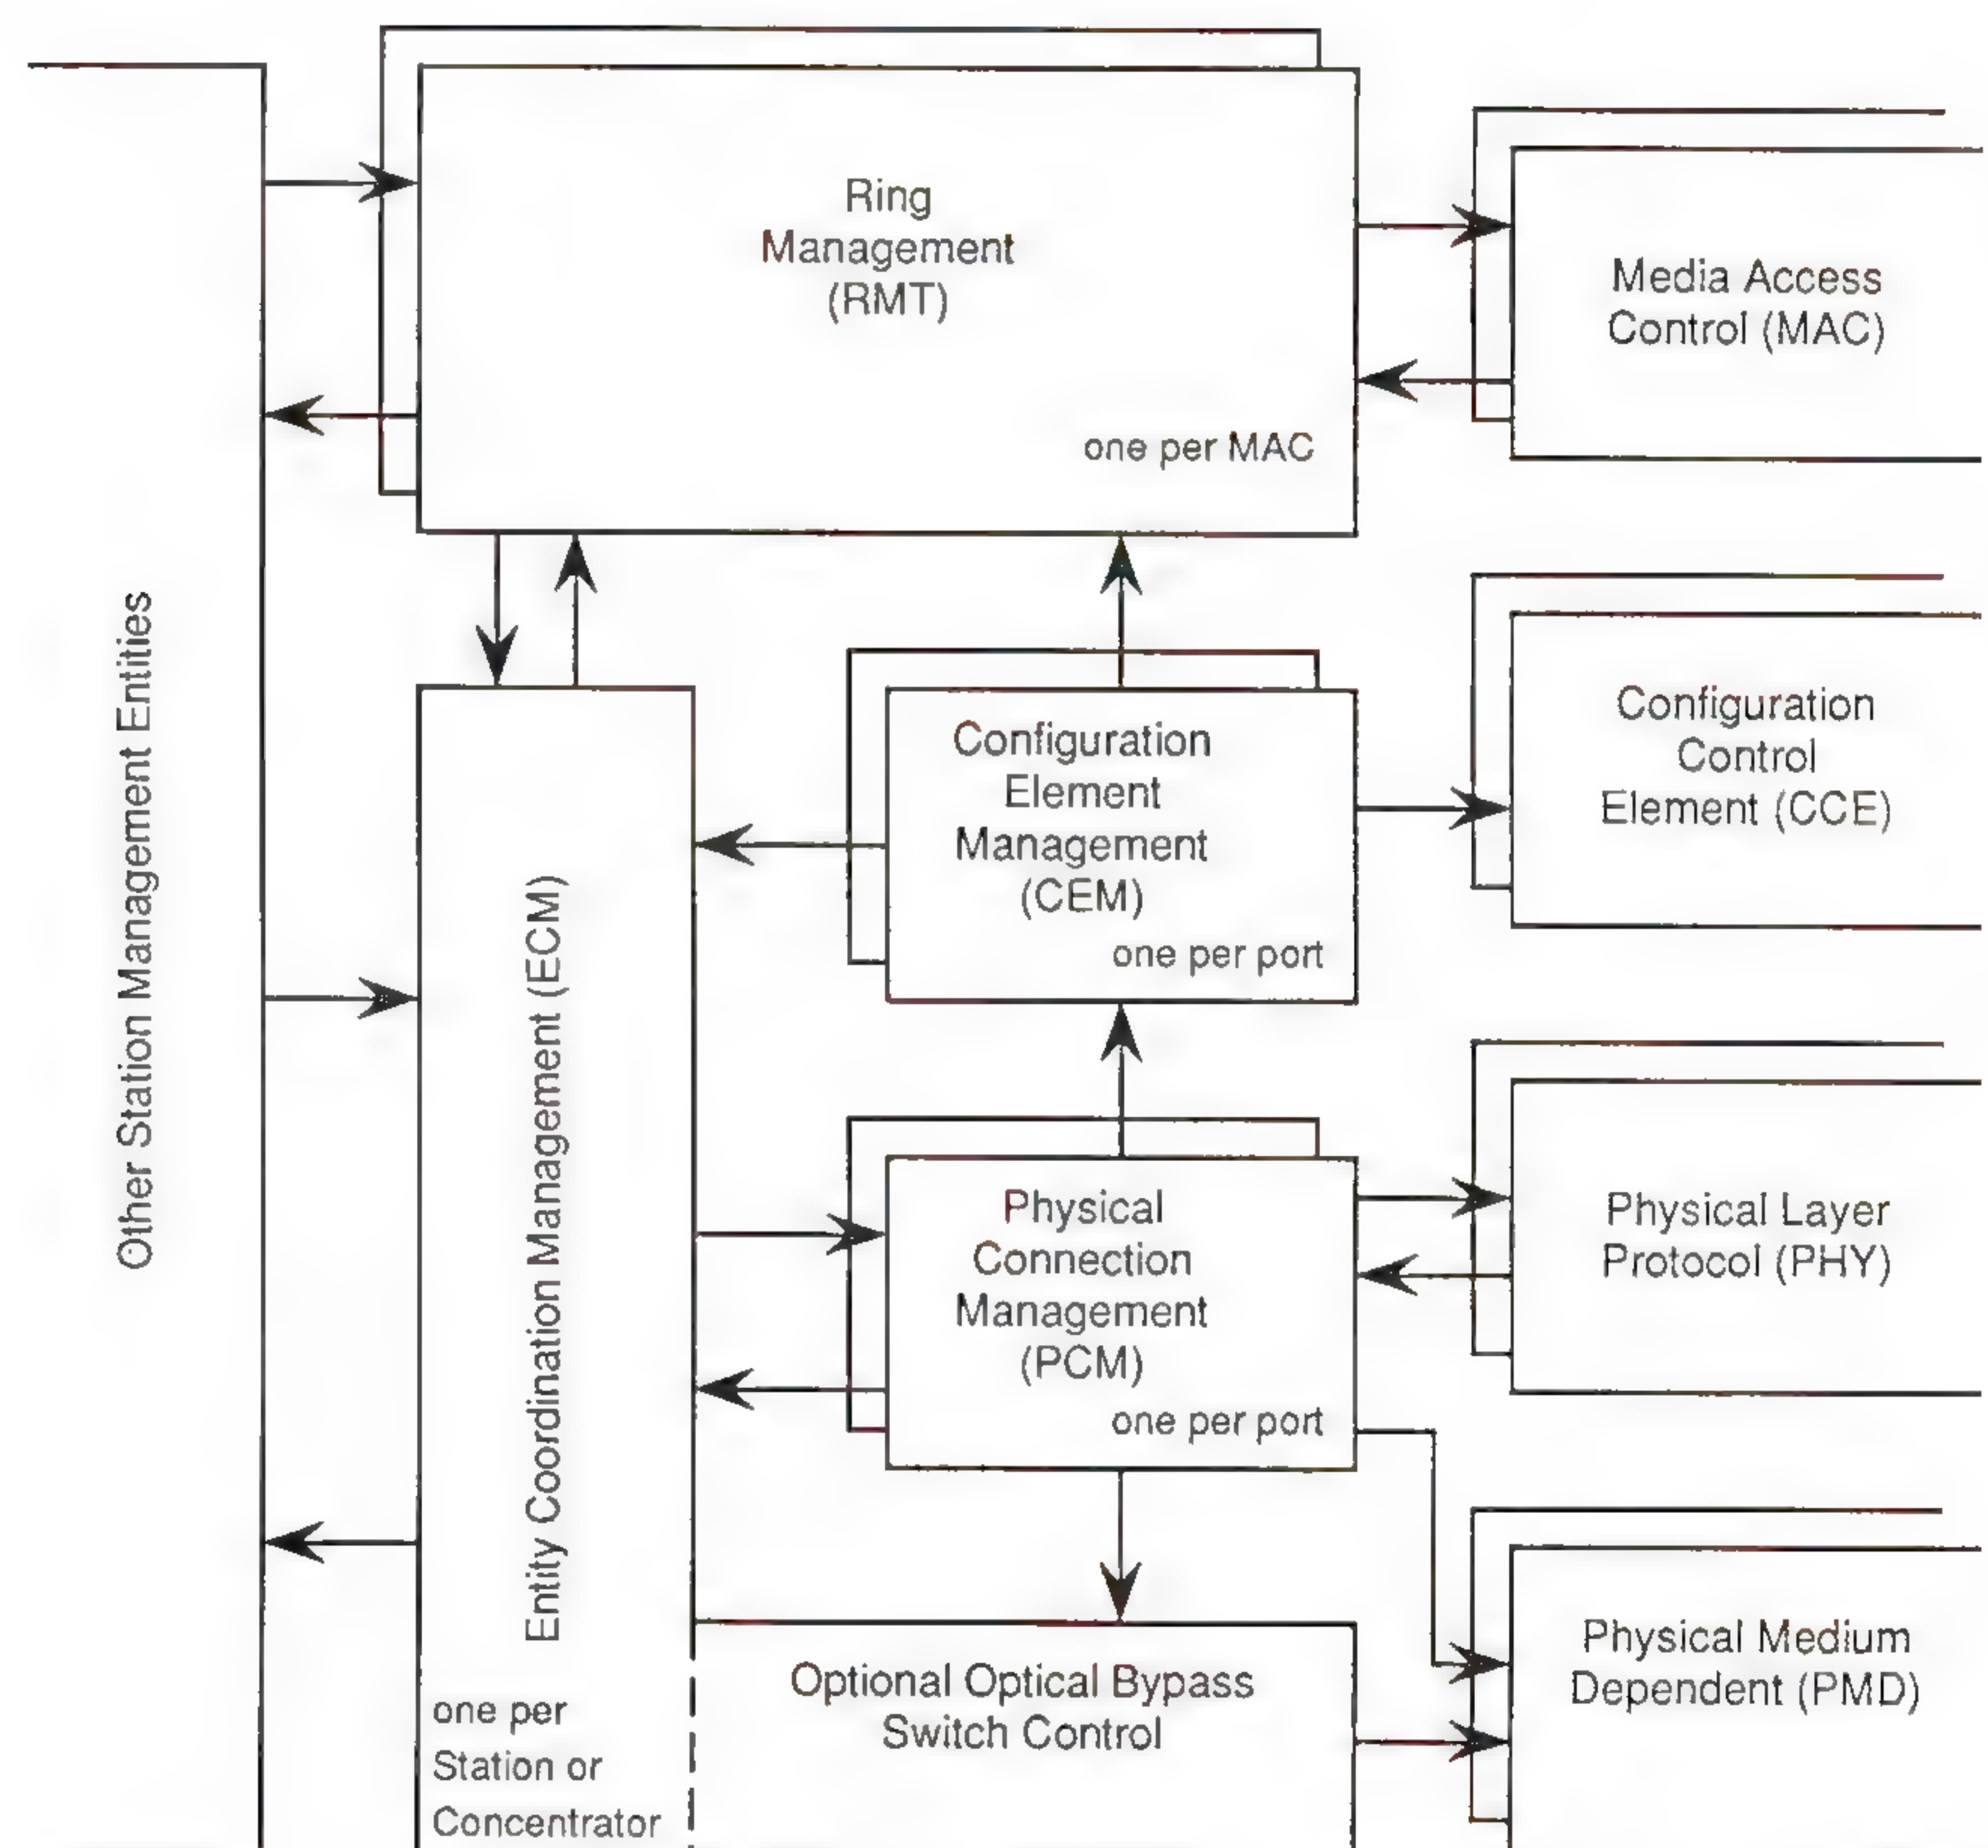 Other Station Management Entities
Ring
Management
(RMT)
one per MAC
Media Access
Control (MAC)
Entity Coordination Management (ECM)
one per
Station or
Concentrator
Configuration
Element
Management
(CEM)
one per port
Configuration
Control
Element (CCE)
Physical
Connection
Management
(PCM)
one per port
Physical Layer
Protocol (PHY)
Optional Optical Bypass
Switch Control
Physical Medium
Dependent (PMD)